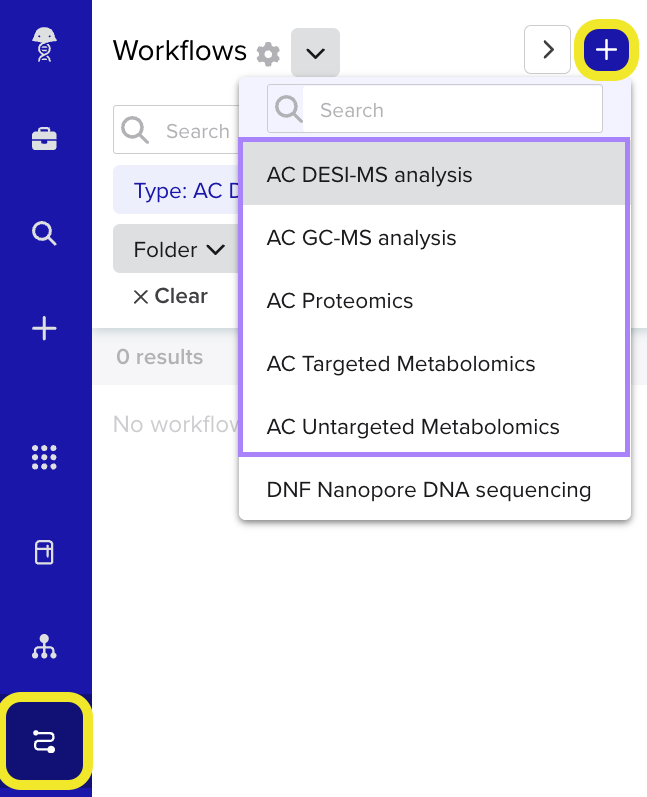 Workflows
Search
Search
Type: AC D
AC DESI-MS analysis
AC GC-MS analysis
Folder
Clear
AC Proteomics
0 results
AC Targeted Metabolomics
No workflow
AC Untargeted Metabolomics
DNF Nanopore DNA sequencing